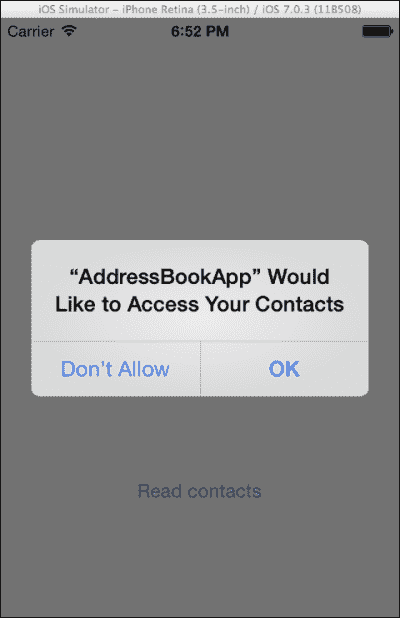 iOS Simulator - iPhone Retina (3.5-inch) / iOS 7.0.3 (11B508)
Carrier 6:52 PM
“AddressBookApp” Would
Like to Access Your Contacts
Don’t Allow OK
Read contacts